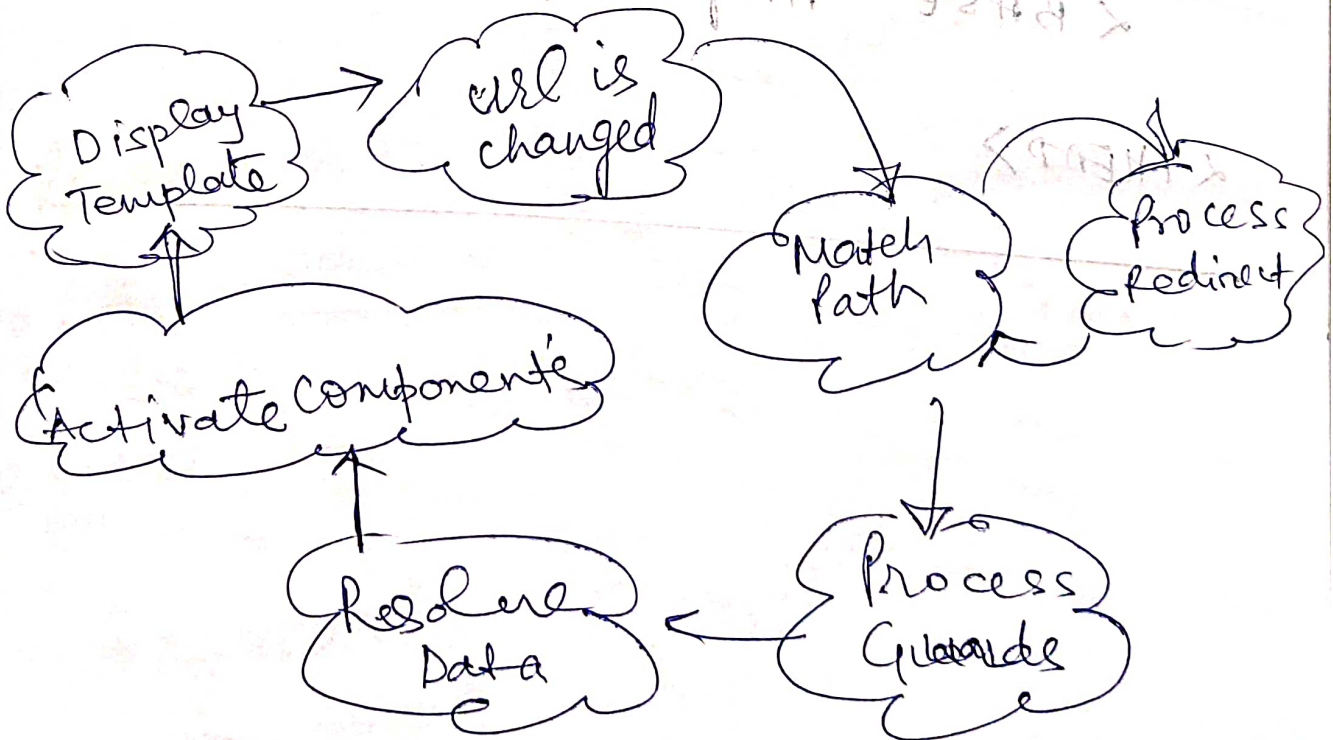 url is
changed
Match
Path
Process
Redirect
Process
Guards
Resolve
Data
Activate Components
Display
Template